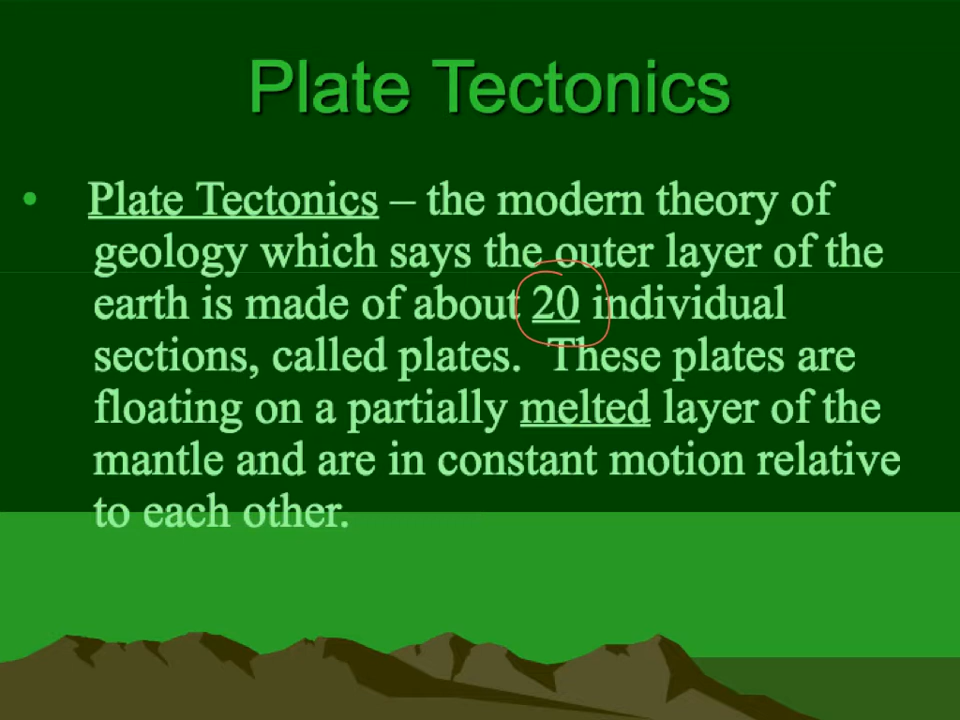 Plate Tectonics
• Plate Tectonics – the modern theory of
geology which says the outer layer of the
earth is made of about 20 individual
sections, called plates.  These plates are
floating on a partially melted layer of the
mantle and are in constant motion relative
to each other.